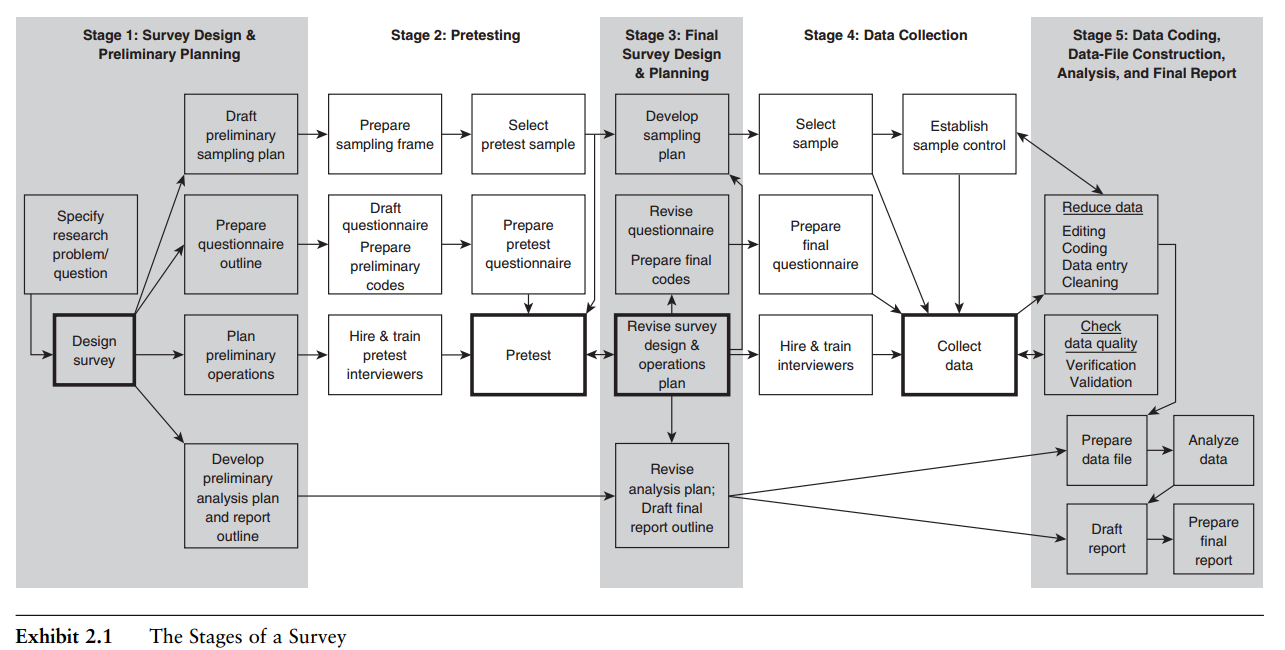 Stage 1: Survey Design &
Preliminary Planning
Stage 2: Pretesting
Stage 3: Final
Survey Design
& Planning
Stage 4: Data Collection
Stage 5: Data Coding,
Data-File Construction,
Analysis, and Final Report
Draft
preliminary
sampling plan
Prepare
sampling frame
Select
pretest sample
Develop
sampling
plan
Select
sample
Establish
sample control
Specify
research
problem/
question
Prepare
questionnaire
outline
Draft
questionnaire
Prepare
preliminary
codes
Prepare
pretest
questionnaire
Revise
questionnaire
Prepare final
codes
Prepare
final
questionnaire
Reduce data
Editing
Coding
Data entry
Cleaning
Design
survey
Plan
preliminary
operations
Hire & train
pretest
interviewers
Pretest
Revise survey
design &
operations
plan
Hire & train
interviewers
Collect
data
Check
data quality
Verification
Validation
Develop
preliminary
analysis plan
and report
outline
Revise
analysis plan;
Draft final
report outline
Prepare
data file
Analyze
data
Draft
report
Prepare
final
report
Exhibit 2.1 The Stages of a Survey